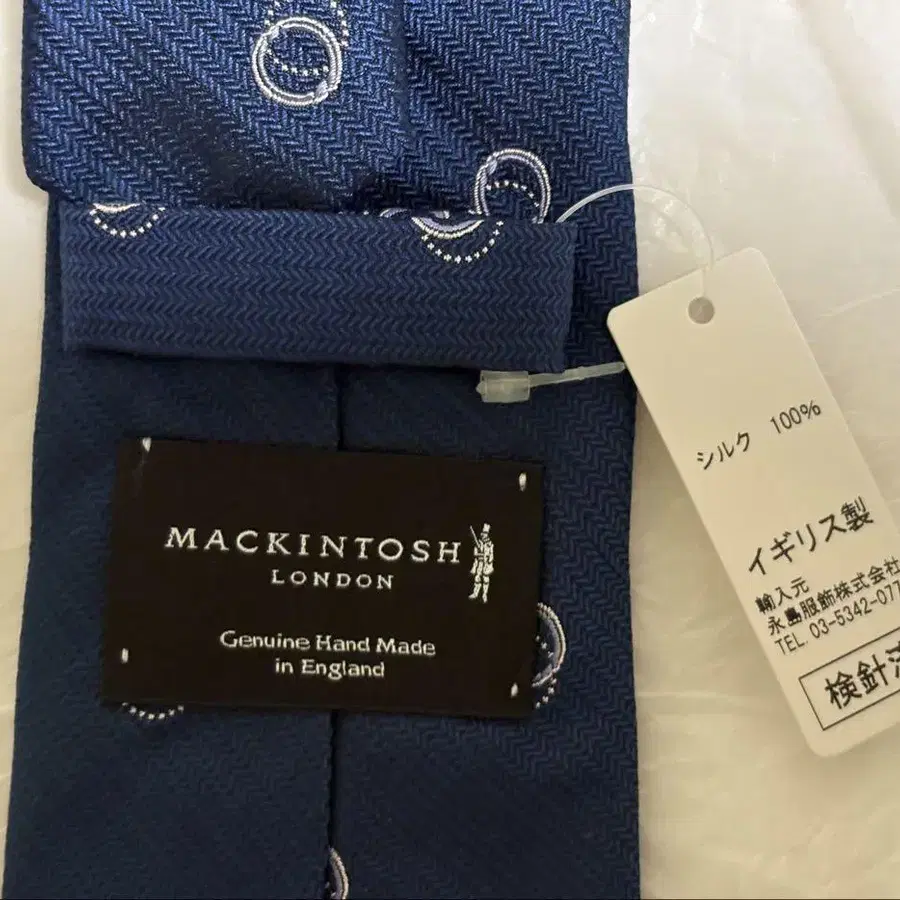 MACKINTOSH
LONDON
Genuine Hand Made
in England
シルク 100%
イギリス製
輸入元
永島服飾株式会社
TEL. 03-5342-077
検針済